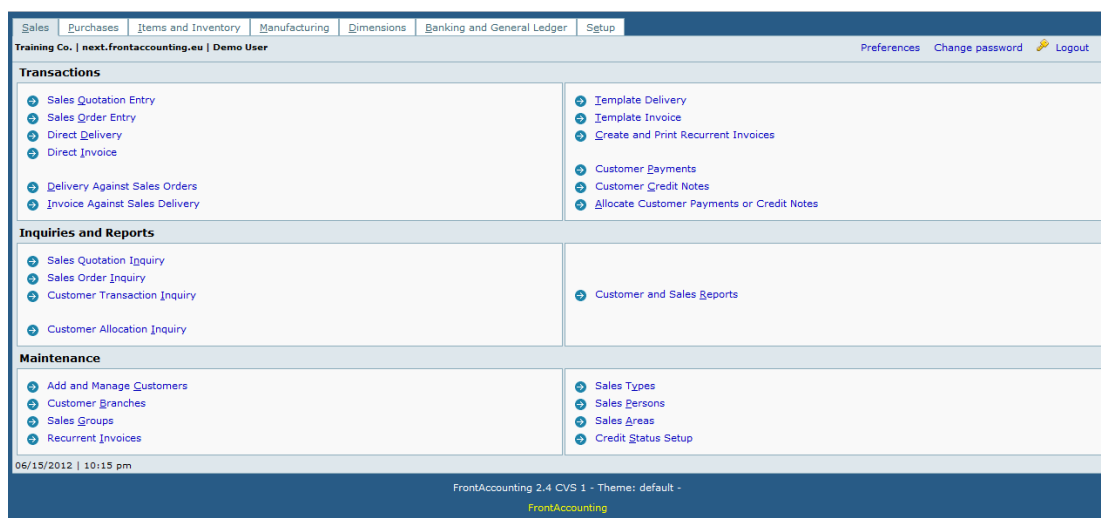 Sales Purchases Items and Inventory Manufacturing Dimensions Banking and General Ledger Setup
Training Co. | next.frontaccounting.eu | Demo User Preferences Change password Logout
Transactions
Sales Quotation Entry
Sales Order Entry
Direct Delivery
Direct Invoice
Delivery Against Sales Orders
Invoice Against Sales Delivery
Template Delivery
Template Invoice
Create and Print Recurrent Invoices
Customer Payments
Customer Credit Notes
Allocate Customer Payments or Credit Notes
Inquiries and Reports
Sales Quotation Inquiry
Sales Order Inquiry
Customer Transaction Inquiry
Customer Allocation Inquiry
Customer and Sales Reports
Maintenance
Add and Manage Customers
Customer Branches
Sales Groups
Recurrent Invoices
Sales Types
Sales Persons
Sales Areas
Credit Status Setup
06/15/2012 | 10:15 pm
FrontAccounting 2.4 CVS 1 - Theme: default -
FrontAccounting